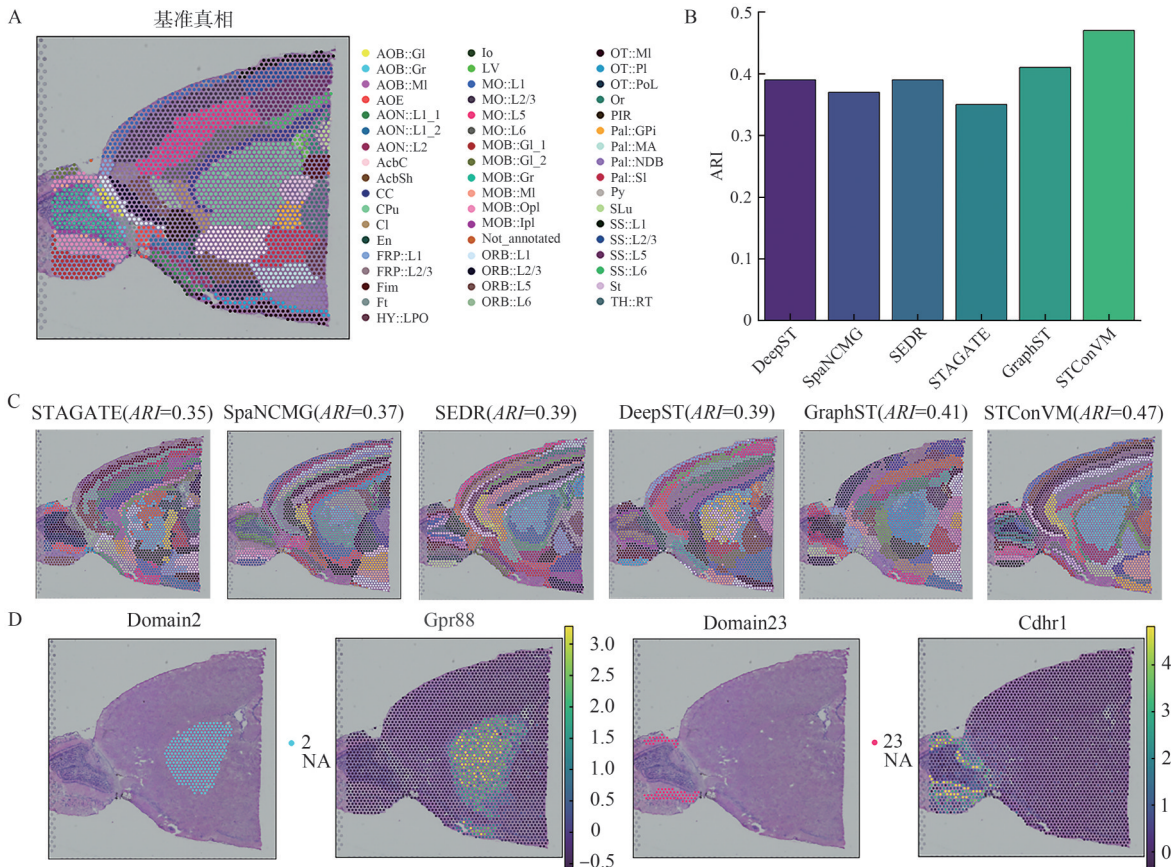 A
基准真相
AOB::Gl
AOB::Gr
AOB::Ml
AOE
AON::L1_1
AON::L1_2
AON::L2
AcbC
AcbSh
CC
CPu
Cl
En
FRP::L1
FRP::L2/3
Fim
Ft
HY::LPO
Io
LV
MO::L1
MO::L2/3
MO::L5
MO::L6
MOB::Gl_1
MOB::Gl_2
MOB::Gr
MOB::Ml
MOB::Opl
MOB::Ipl
Not_annotated
ORB::L1
ORB::L2/3
ORB::L5
ORB::L6
OT::Ml
OT::Pl
OT::PoL
Or
PIR
Pal::GPi
Pal::MA
Pal::NDB
Pal::Sl
Py
SLu
SS::L1
SS::L2/3
SS::L5
SS::L6
St
TH::RT
B
0.5
0.4
0.3
0.2
0.1
0
ARI
DeepST
SpaNCMG
SEDR
STAGATE
GraphST
STConVM
C
STAGATE(ARI=0.35)
SpaNCMG(ARI=0.37)
SEDR(ARI=0.39)
DeepST(ARI=0.39)
GraphST(ARI=0.41)
STConVM(ARI=0.47)
D
Domain2
2
NA
Gpr88
3.0
2.5
2.0
1.5
1.0
0.5
0
−0.5
Domain23
23
NA
Cdhr1
4
3
2
1
0